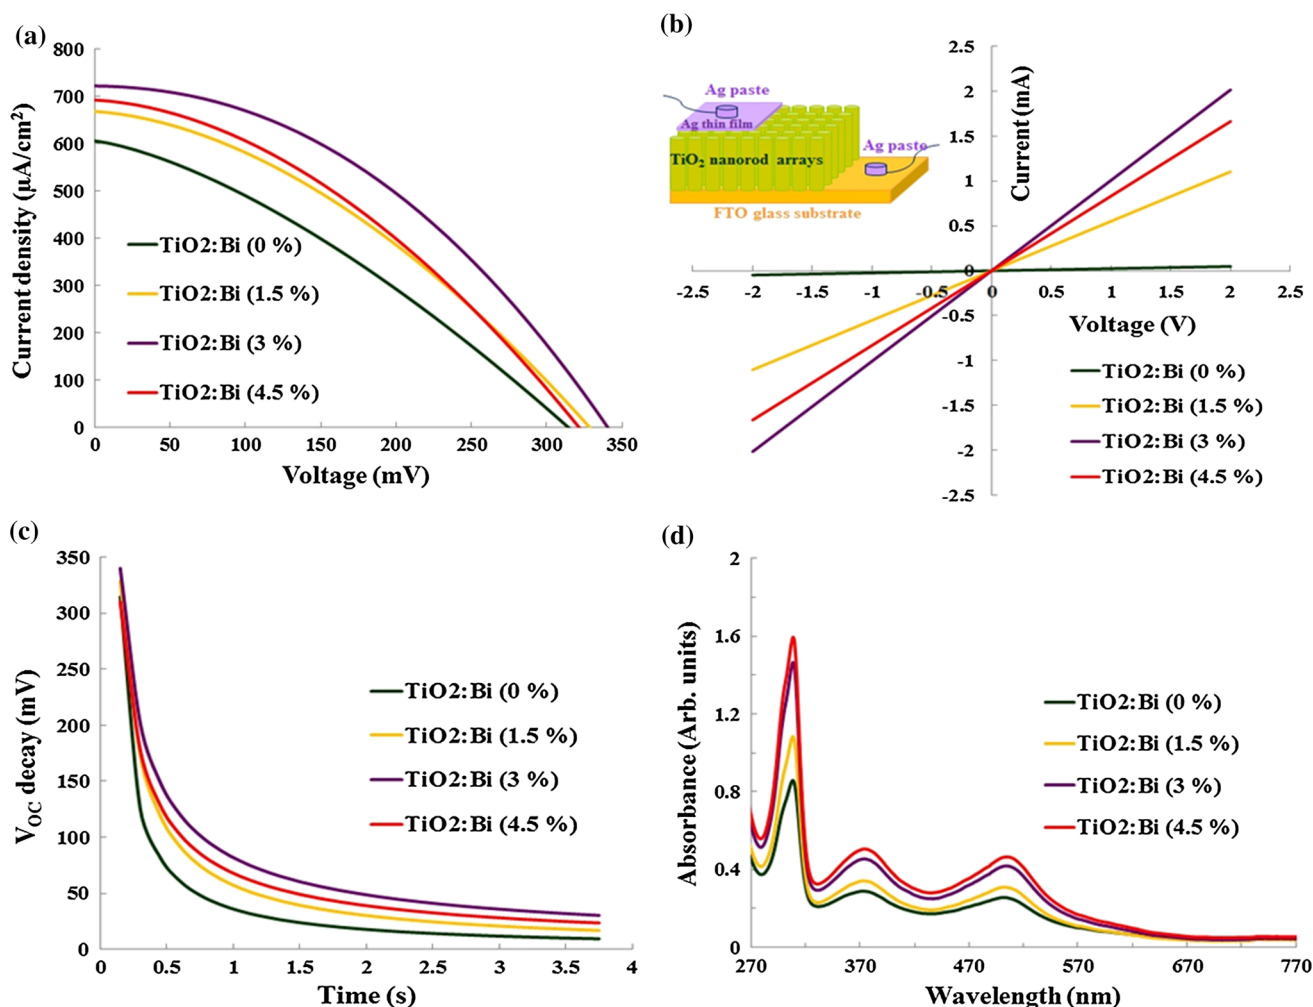 (a)
800
700
600
500
400
300
200
100
0
Current density (µA/cm²)
TiO2:Bi (0 %)
TiO2:Bi (1.5 %)
TiO2:Bi (3 %)
TiO2:Bi (4.5 %)
0 50 100 150 200 250 300 350
Voltage (mV)
(b)
2.5
2
1.5
1
0.5
0
-0.5
-1
-1.5
-2
-2.5
Current (mA)
Ag paste
Ag thin film
Ag paste
TiO₂ nanorod arrays
FTO glass substrate
-2.5 -2 -1.5 -1 -0.5 0 0.5 1 1.5 2 2.5
Voltage (V)
TiO2:Bi (0 %)
TiO2:Bi (1.5 %)
TiO2:Bi (3 %)
TiO2:Bi (4.5 %)
(c)
350
300
250
200
150
100
50
0
V_OC decay (mV)
TiO2:Bi (0 %)
TiO2:Bi (1.5 %)
TiO2:Bi (3 %)
TiO2:Bi (4.5 %)
0 0.5 1 1.5 2 2.5 3 3.5 4
Time (s)
(d)
2
1.6
1.2
0.8
0.4
0
Absorbance (Arb. units)
TiO2:Bi (0 %)
TiO2:Bi (1.5 %)
TiO2:Bi (3 %)
TiO2:Bi (4.5 %)
270 370 470 570 670 770
Wavelength (nm)